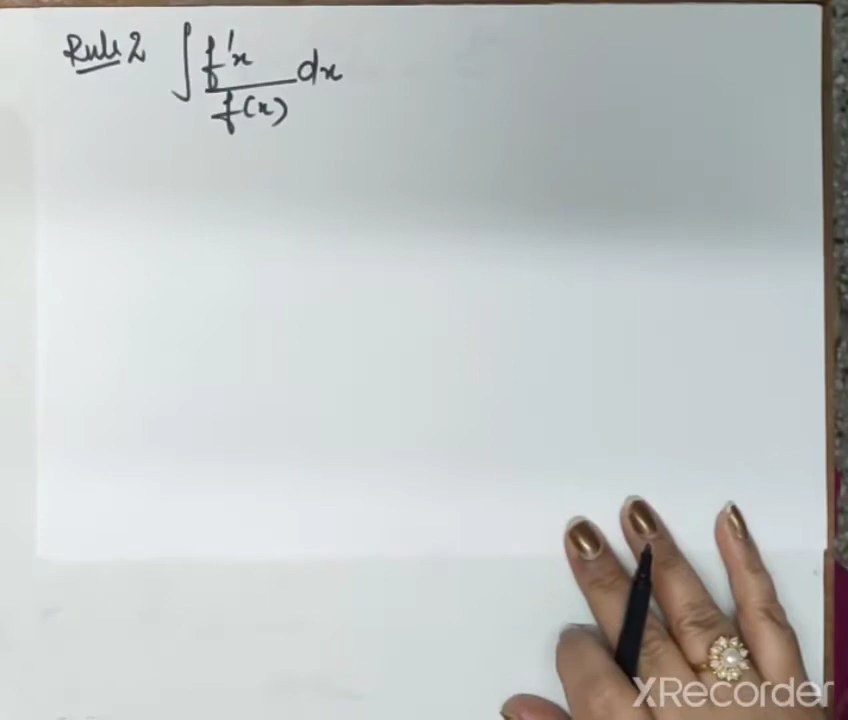 Rule 2 ∫ f'x / f(x) dx
XRecorder